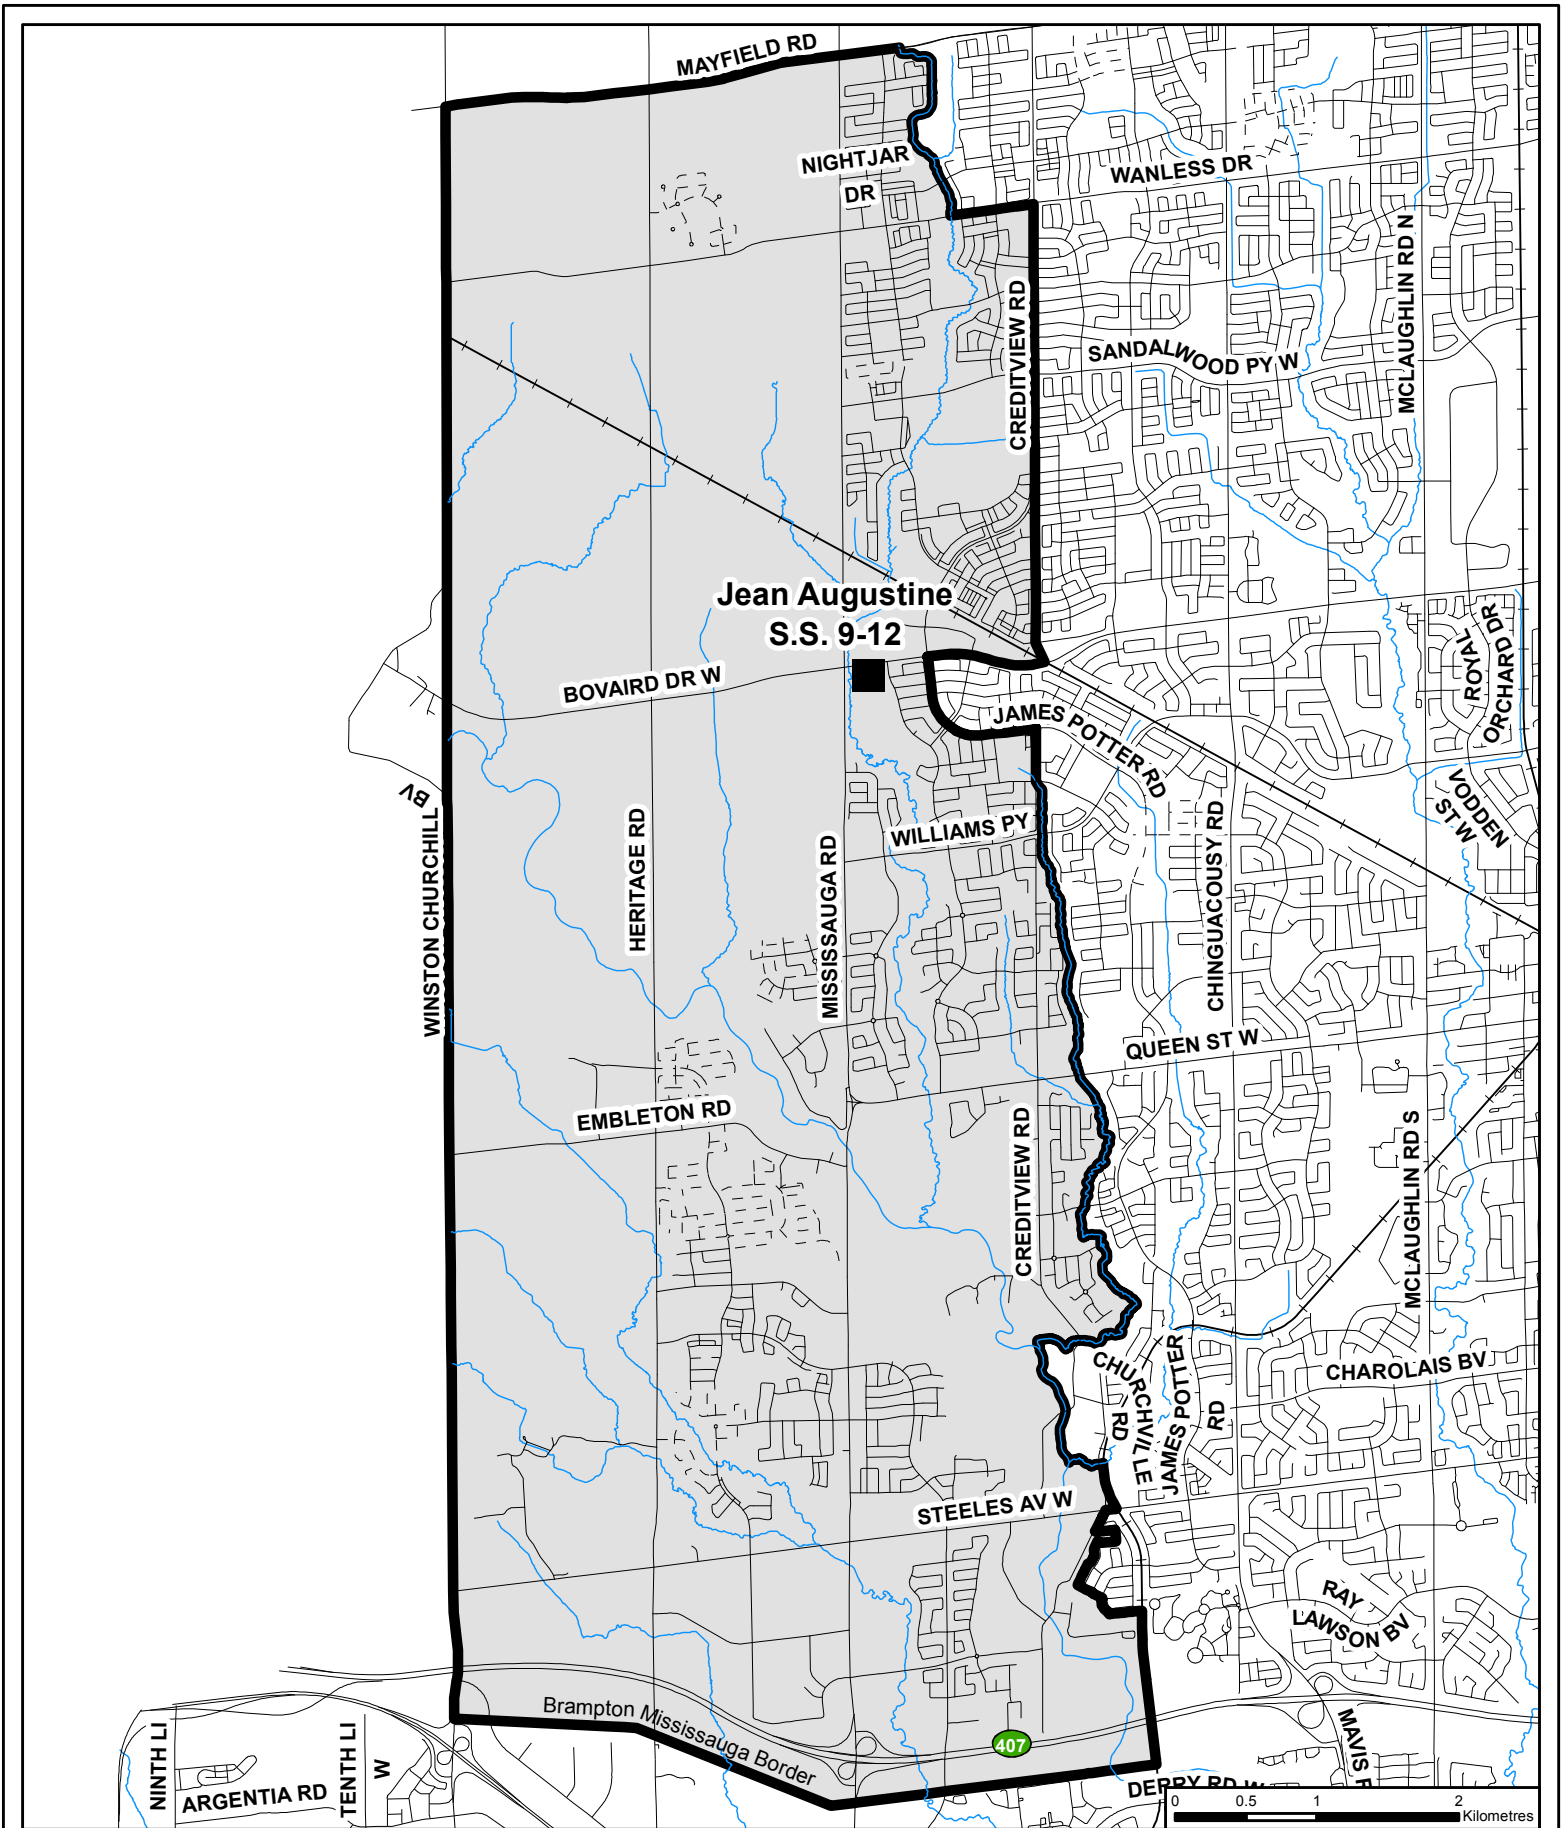 MAYFIELD RD
NIGHTJAR
DR
WANLESS DR
MCLAUGHLIN RD N
CREDITVIEW RD
SANDALWOOD PY W
Jean Augustine
S.S. 9-12
BOVAIRD DR W
ROYAL
ORCHARD DR
JAMES POTTER RD
VODDEN
ST W
WINSTON CHURCHILL
BV
HERITAGE RD
MISSISSAUGA RD
WILLIAMS PY
CHINGUACOUSY RD
QUEEN ST W
EMBLETON RD
CREDITVIEW RD
MCLAUGHLIN RD S
CHURCHVILLE
RD
JAMES POTTER
RD
CHAROLAIS BV
STEELES AV W
RAY
LAWSON BV
Brampton Mississauga Border
407
MAVIS
NINTH LI
ARGENTIA RD
TENTH LI
W
DERRY RD W
0 0.5 1 2
Kilometres